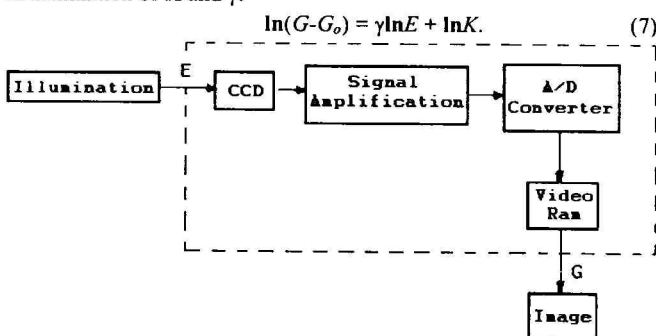 ln(G-Go) = γlnE + lnK. (7)
E
Illumination
CCD
Signal
Amplification
A/D
Converter
Video
Ram
G
Image